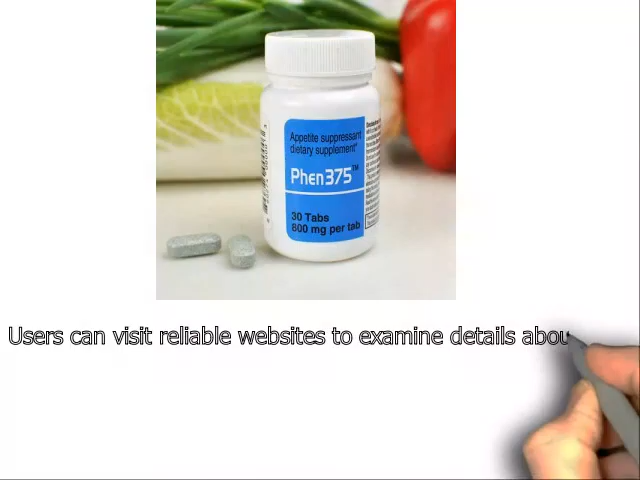 Appetite suppressant
dietary supplement*
Phen375™
30 Tabs
800 mg per tab
Users can visit reliable websites to examine details abou